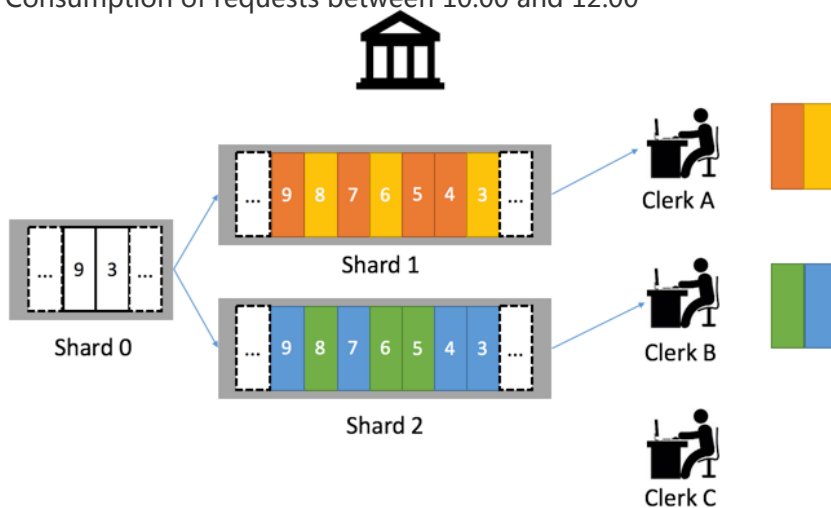 Consumption of requests between 10:00 and 12:00
... 9 8 7 6 5 4 3 ...
Clerk A
Shard 1
... 9 3 ...
Shard 0
... 9 8 7 6 5 4 3 ...
Clerk B
Shard 2
Clerk C